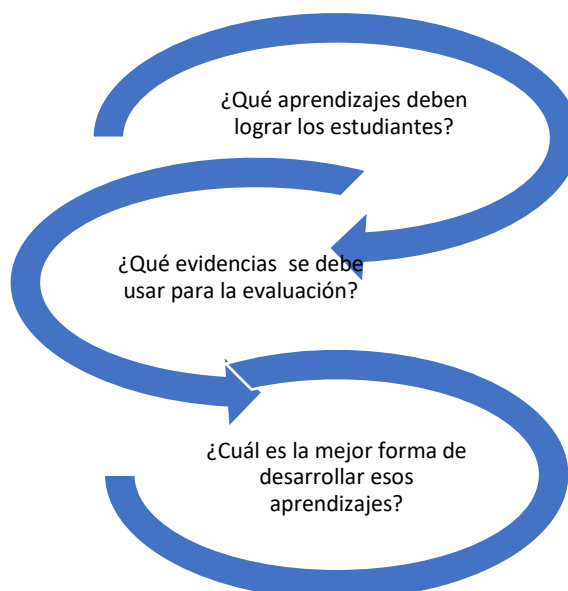 ¿Qué aprendizajes deben
lograr los estudiantes?
¿Qué evidencias se debe
usar para la evaluación?
¿Cuál es la mejor forma de
desarrollar esos
aprendizajes?